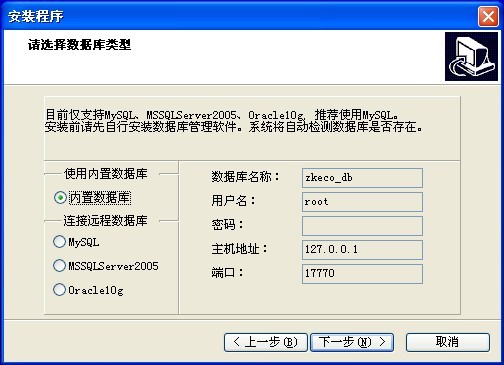 安装程序
请选择数据库类型
目前仅支持MySQL、MSSQLServer2005、Oracle10g, 推荐使用MySQL。
安装前请先自行安装数据库管理软件。系统将自动检测数据库是否存在。
使用内置数据库
内置数据库
连接远程数据库
MySQL
MSSQLServer2005
Oracle10g
数据库名称： zkeco_db
用户名： root
密码：
主机地址： 127.0.0.1
端口： 17770
< 上一步(B) 下一步(N) > 取消